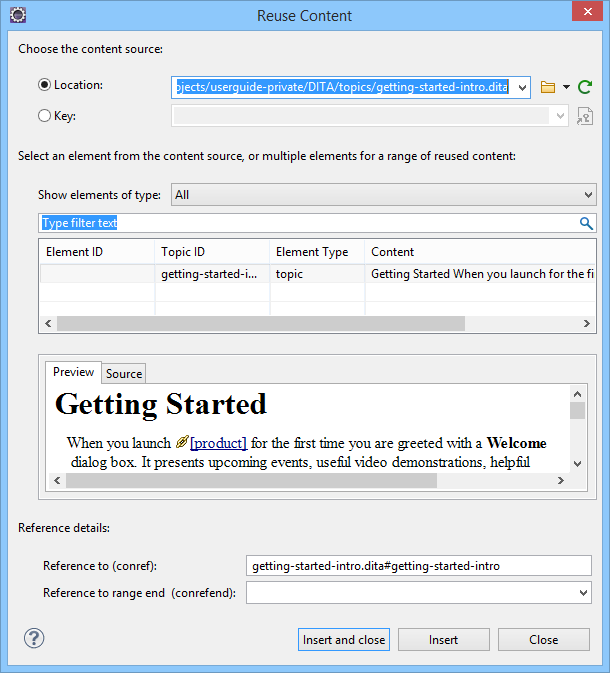 Reuse Content
Choose the content source:
Location:
ojects/userguide-private/DITA/topics/getting-started-intro.dita
Key:
Select an element from the content source, or multiple elements for a range of reused content:
Show elements of type: All
Type filter text
Element ID Topic ID Element Type Content
getting-started-i... topic Getting Started When you launch for the fi
Preview Source
Getting Started
When you launch [product] for the first time you are greeted with a Welcome
dialog box. It presents upcoming events, useful video demonstrations, helpful
Reference details:
Reference to (conref): getting-started-intro.dita#getting-started-intro
Reference to range end (conrefend):
Insert and close Insert Close